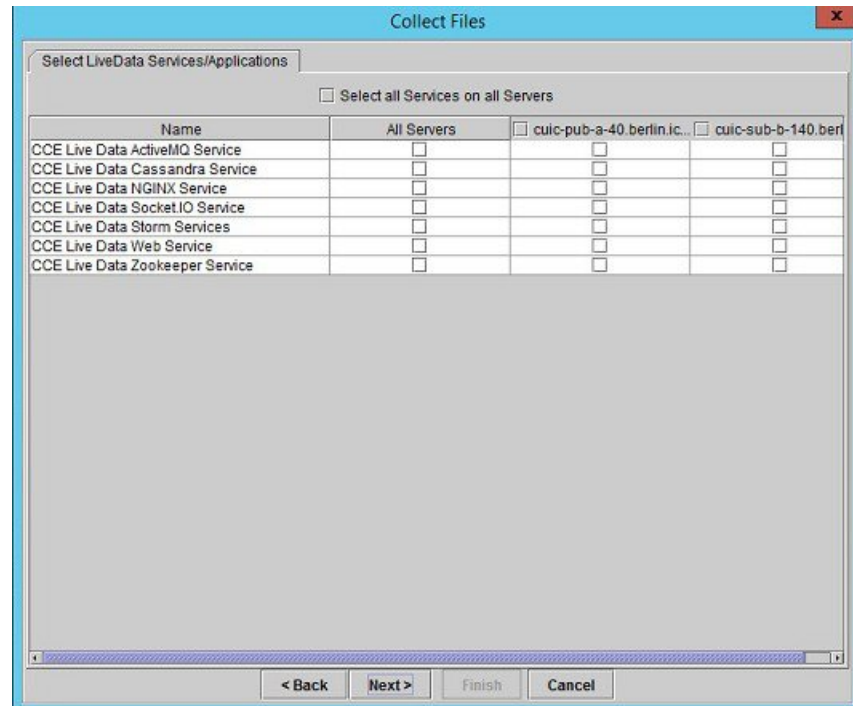 Collect Files
x
Select LiveData Services/Applications
Select all Services on all Servers
Name All Servers cuic-pub-a-40.berlin.ic... cuic-sub-b-140.berl
CCE Live Data ActiveMQ Service
CCE Live Data Cassandra Service
CCE Live Data NGINX Service
CCE Live Data Socket.IO Service
CCE Live Data Storm Services
CCE Live Data Web Service
CCE Live Data Zookeeper Service
< Back Next > Finish Cancel